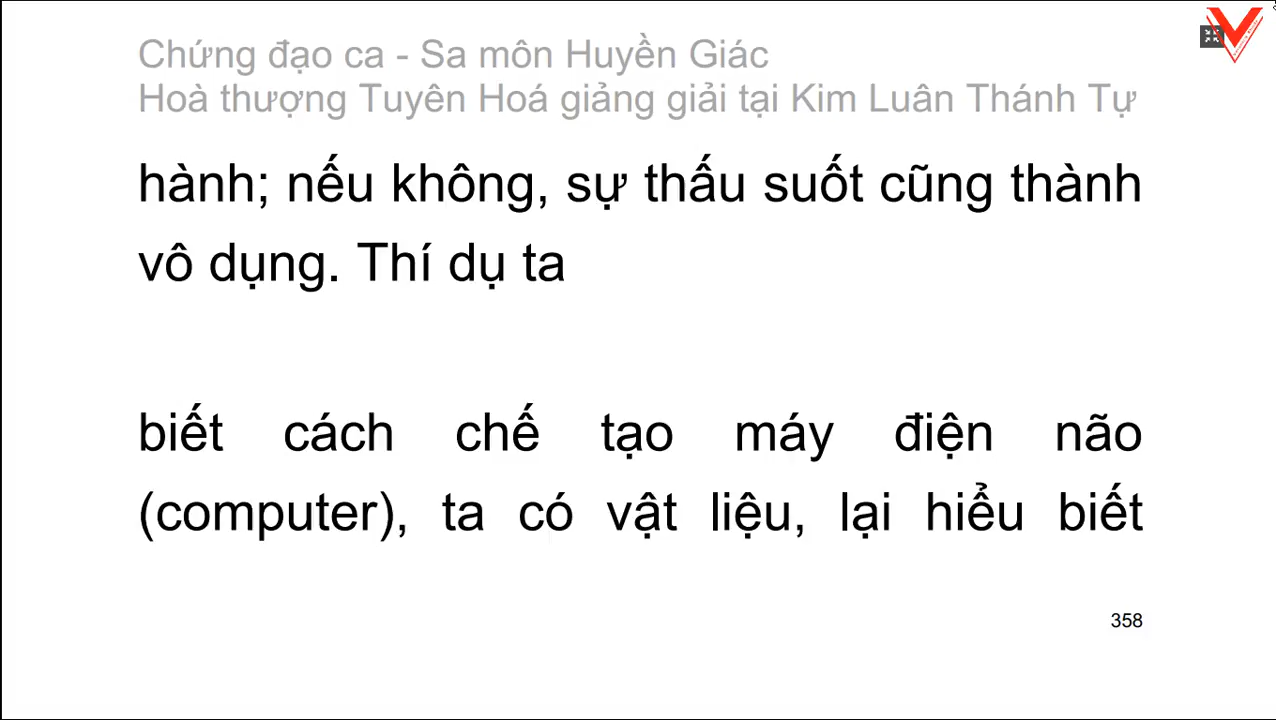 Chứng đạo ca - Sa môn Huyền Giác
Hoà thượng Tuyên Hoá giảng giải tại Kim Luân Thánh Tự
hành; nếu không, sự thấu suốt cũng thành
vô dụng. Thí dụ ta
biết cách chế tạo máy điện não
(computer), ta có vật liệu, lại hiểu biết
358